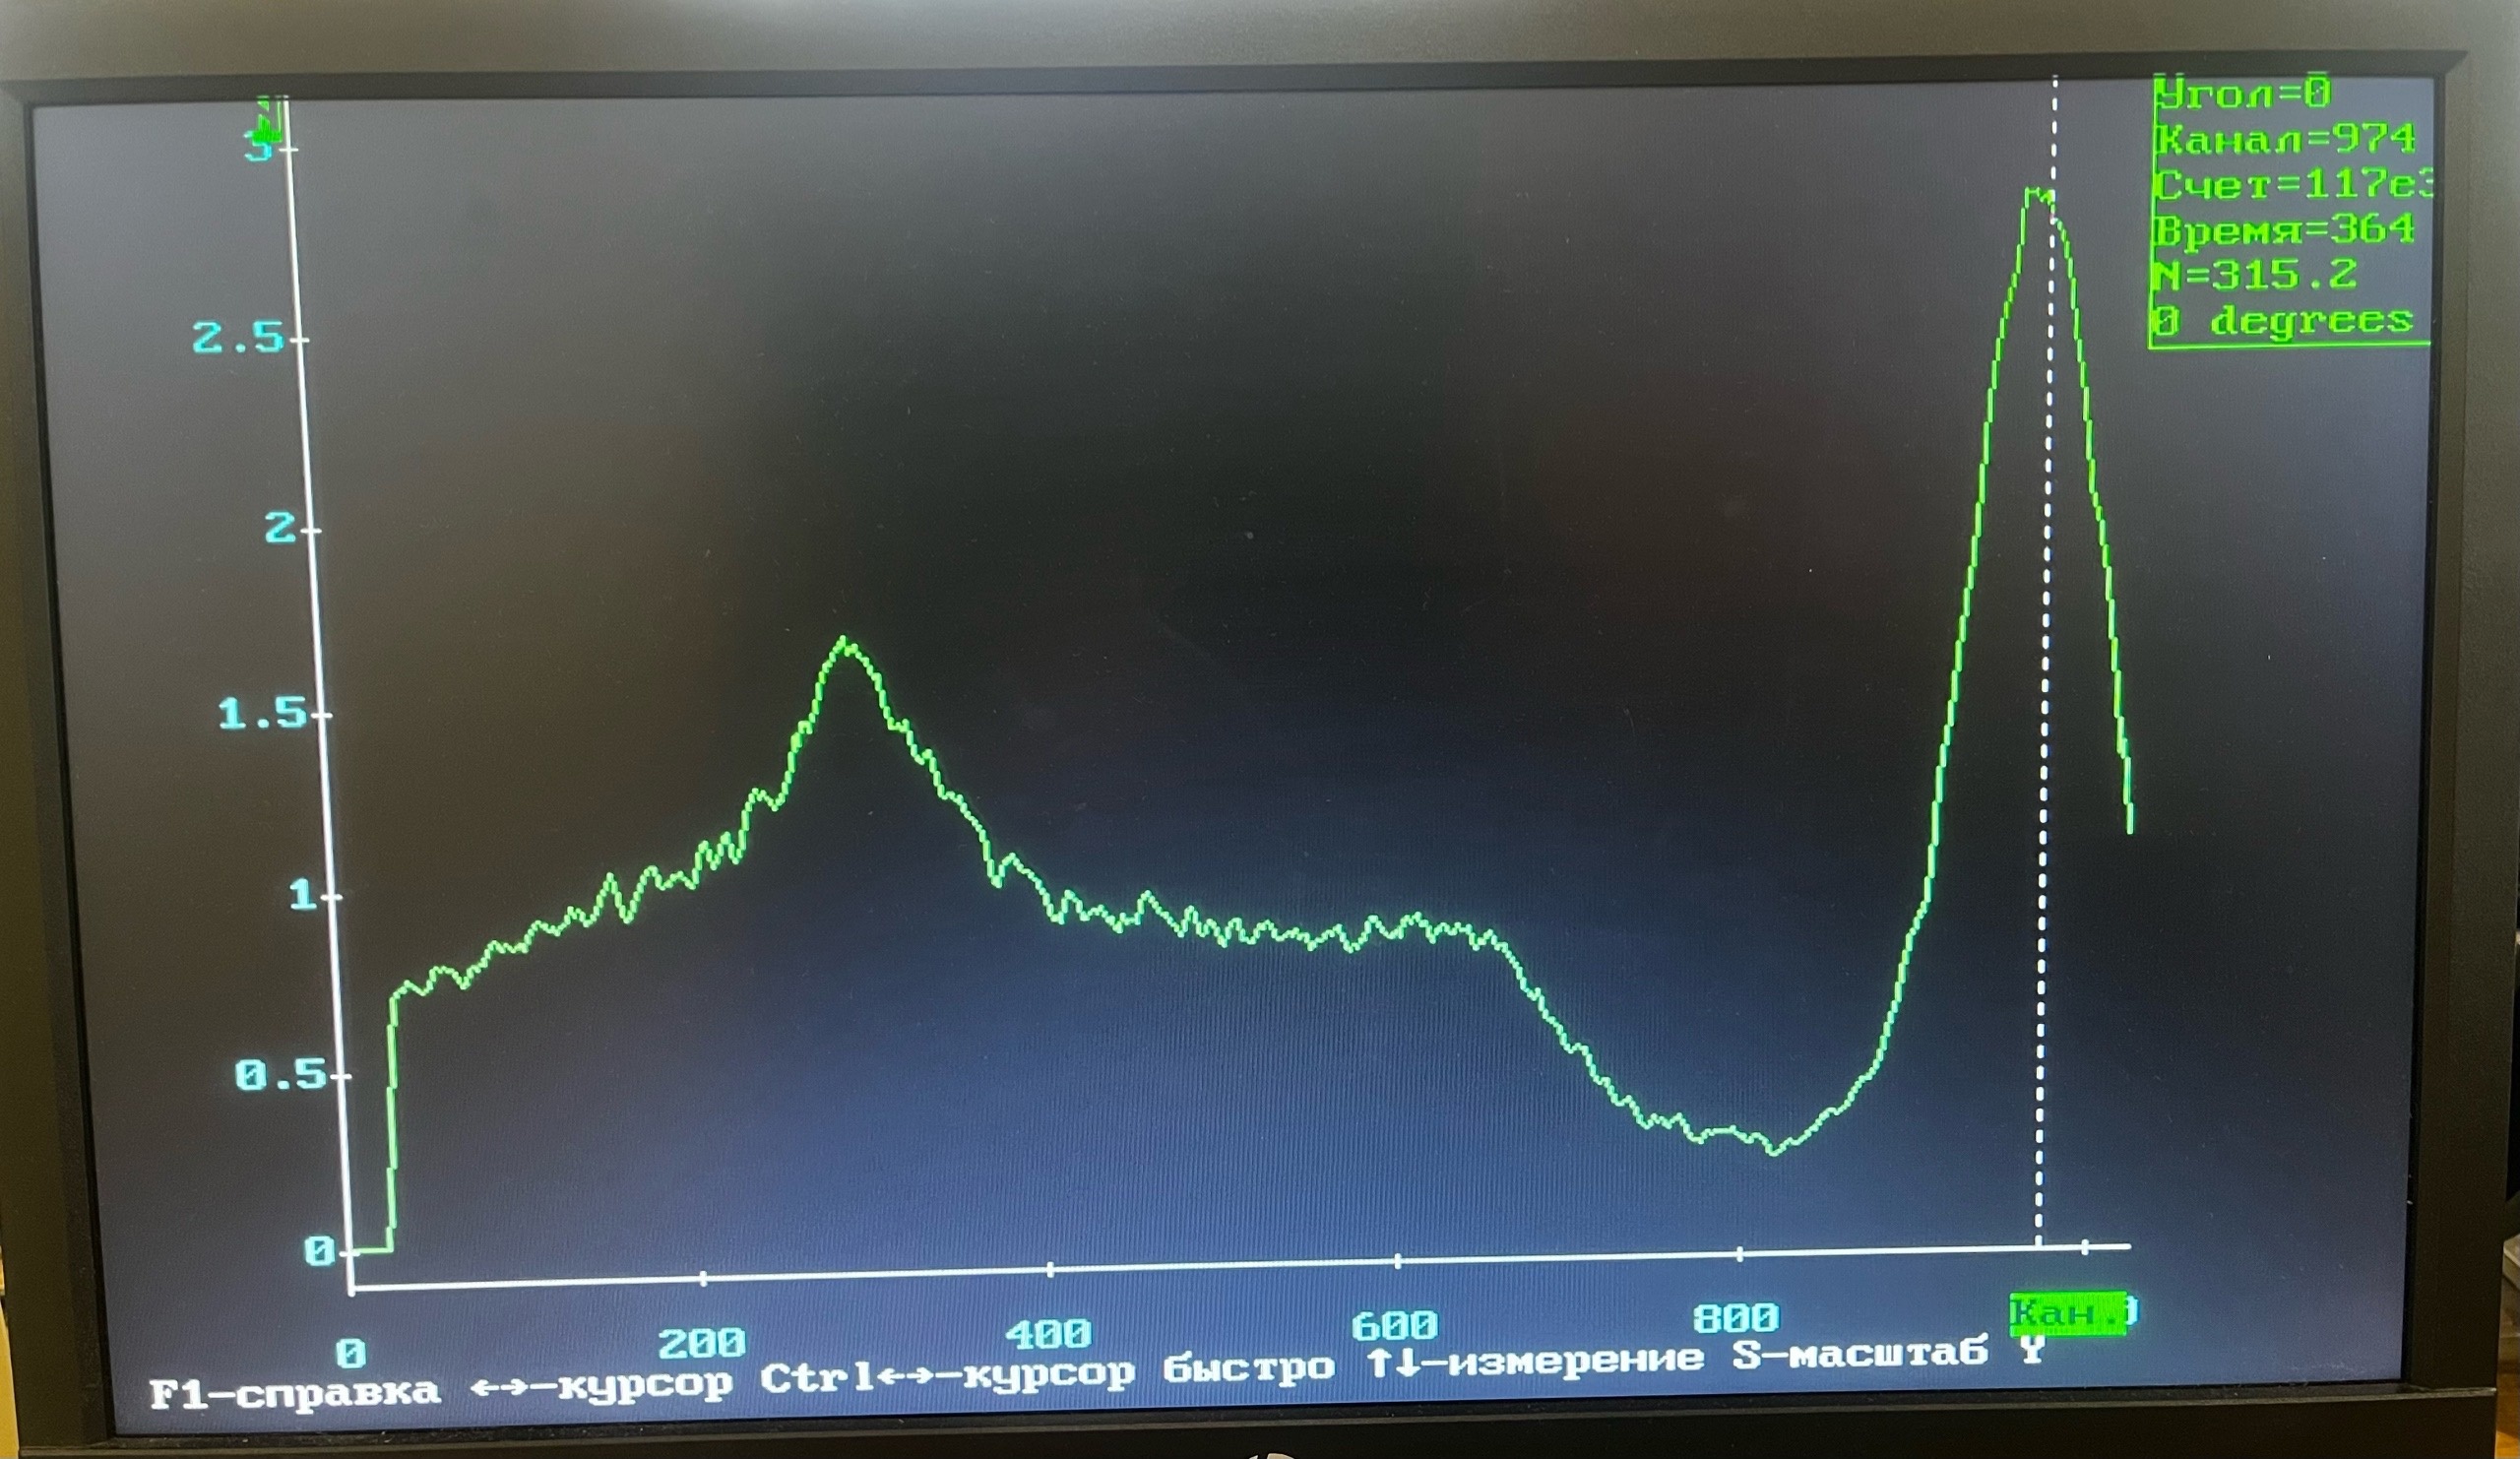 Угол=0
Канал=974
Счет=117e3
Время=364
N=315.2
0 degrees
3
2.5
2
1.5
1
0.5
0
0 200 400 600 800 Кан.
F1-справка ←→-курсор Ctrl←→-курсор быстро ↑↓-измерение S-масштаб Y